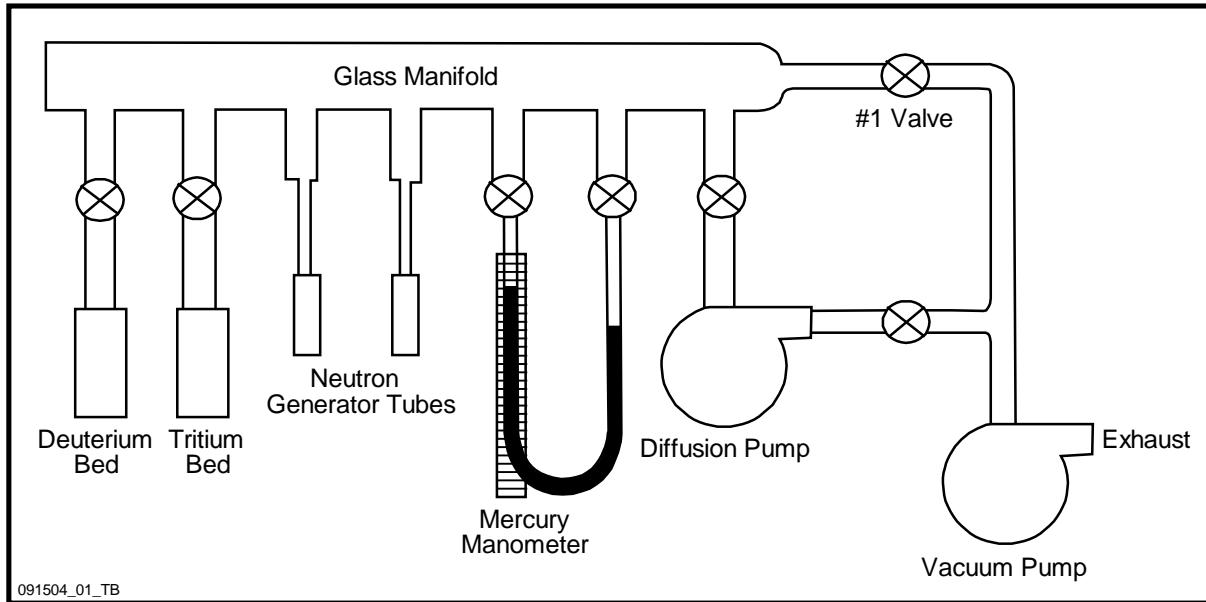 Glass Manifold
#1 Valve
Neutron
Generator Tubes
Deuterium
Bed
Tritium
Bed
Diffusion Pump
Exhaust
Mercury
Manometer
Vacuum Pump
091504_01_TB